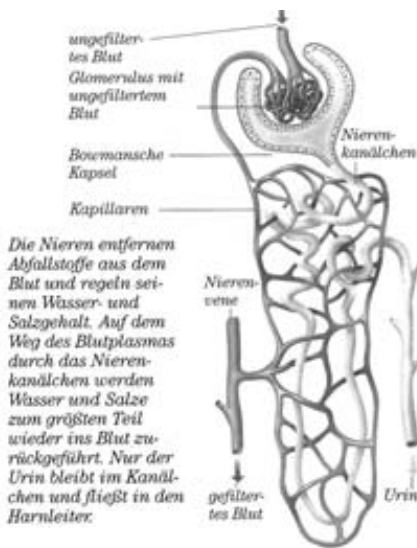 ungefilter-
tes Blut
Glomerulus mit
ungefiltertem
Blut
Bowmansche
Kapsel
Kapillaren
Nieren-
kanälchen
Die Nieren entfernen
Abfallstoffe aus dem
Blut und regeln sei-
nen Wasser- und
Salzgehalt. Auf dem
Weg des Blutplasmas
durch das Nieren-
kanälchen werden
Wasser und Salze
zum größten Teil
wieder ins Blut zu-
rückgeführt. Nur der
Urin bleibt im Kanäl-
chen und fließt in den
Harnleiter.
Nieren-
vene
gefilter-
tes Blut
Urin